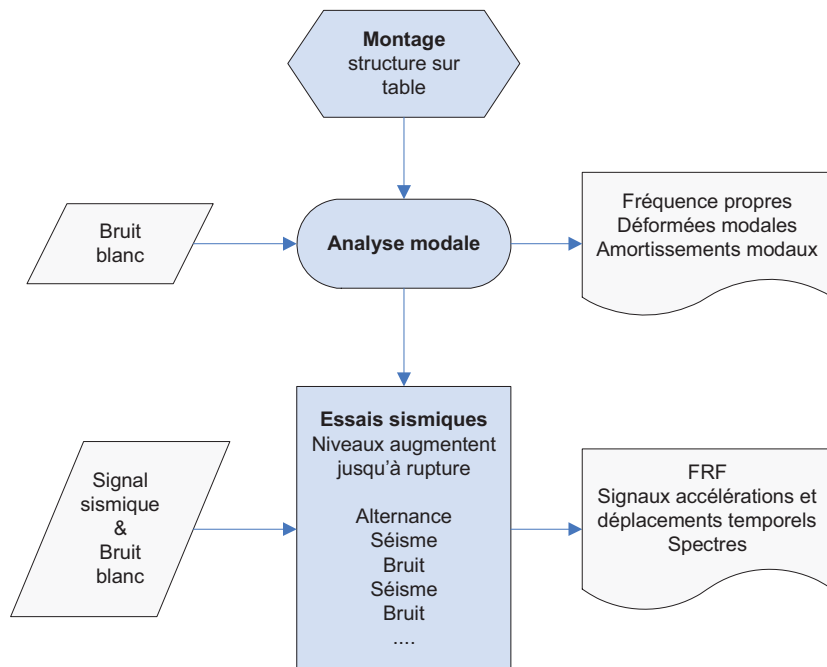 Montage
structure sur
table
Bruit
blanc
Analyse modale
Fréquence propres
Déformées modales
Amortissements modaux
Signal
sismique
&
Bruit
blanc
Essais sismiques
Niveaux augmentent
jusqu'à rupture
Alternance
Séisme
Bruit
Séisme
Bruit
....
FRF
Signaux accélérations et
déplacements temporels
Spectres